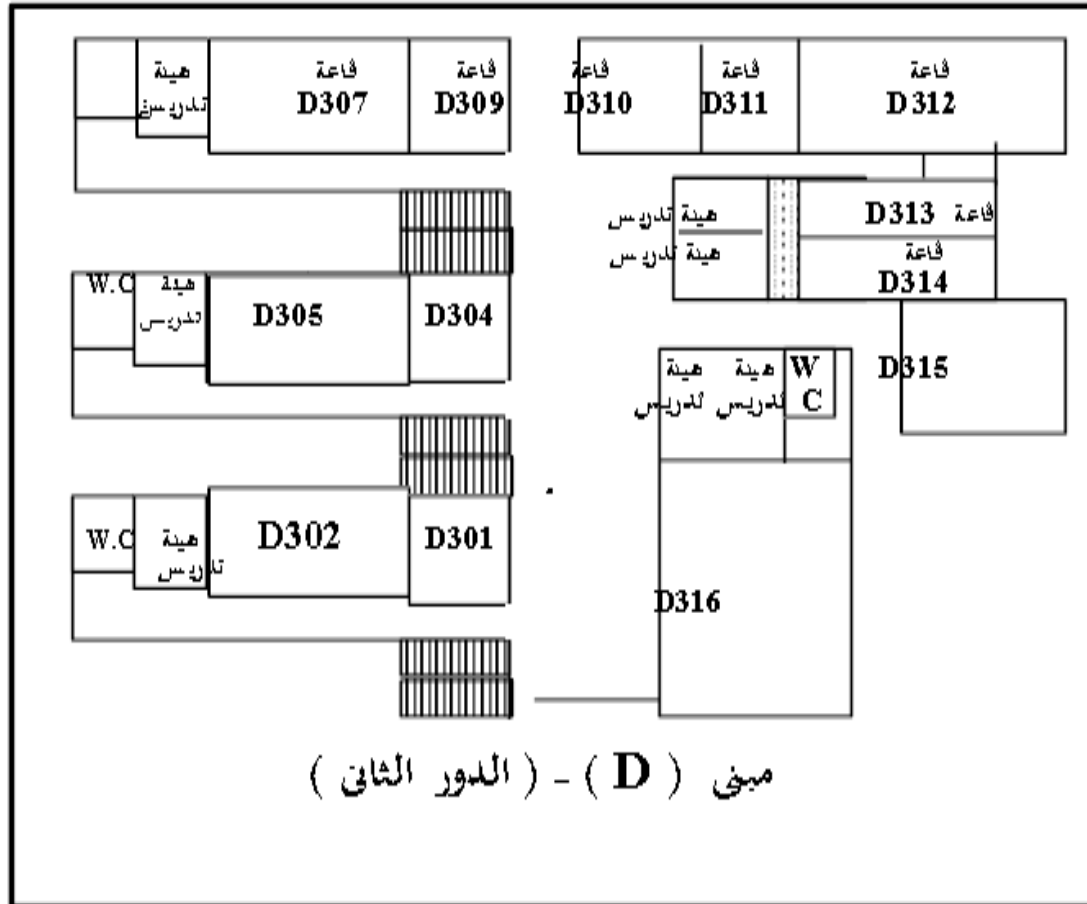 هيئة
تدريس
قاعة
D307
قاعة
D309
قاعة
D310
قاعة
D311
قاعة
D312
هيئة تدريس
هيئة تدريس
D313 قاعة
قاعة
D314
W.C
هيئة
تدريس
D305
D304
D315
هيئة
تدريس
هيئة
تدريس
W
C
W.C
هيئة
تدريس
D302
D301
D316
مبنى ( D ) - ( الدور الثانى )